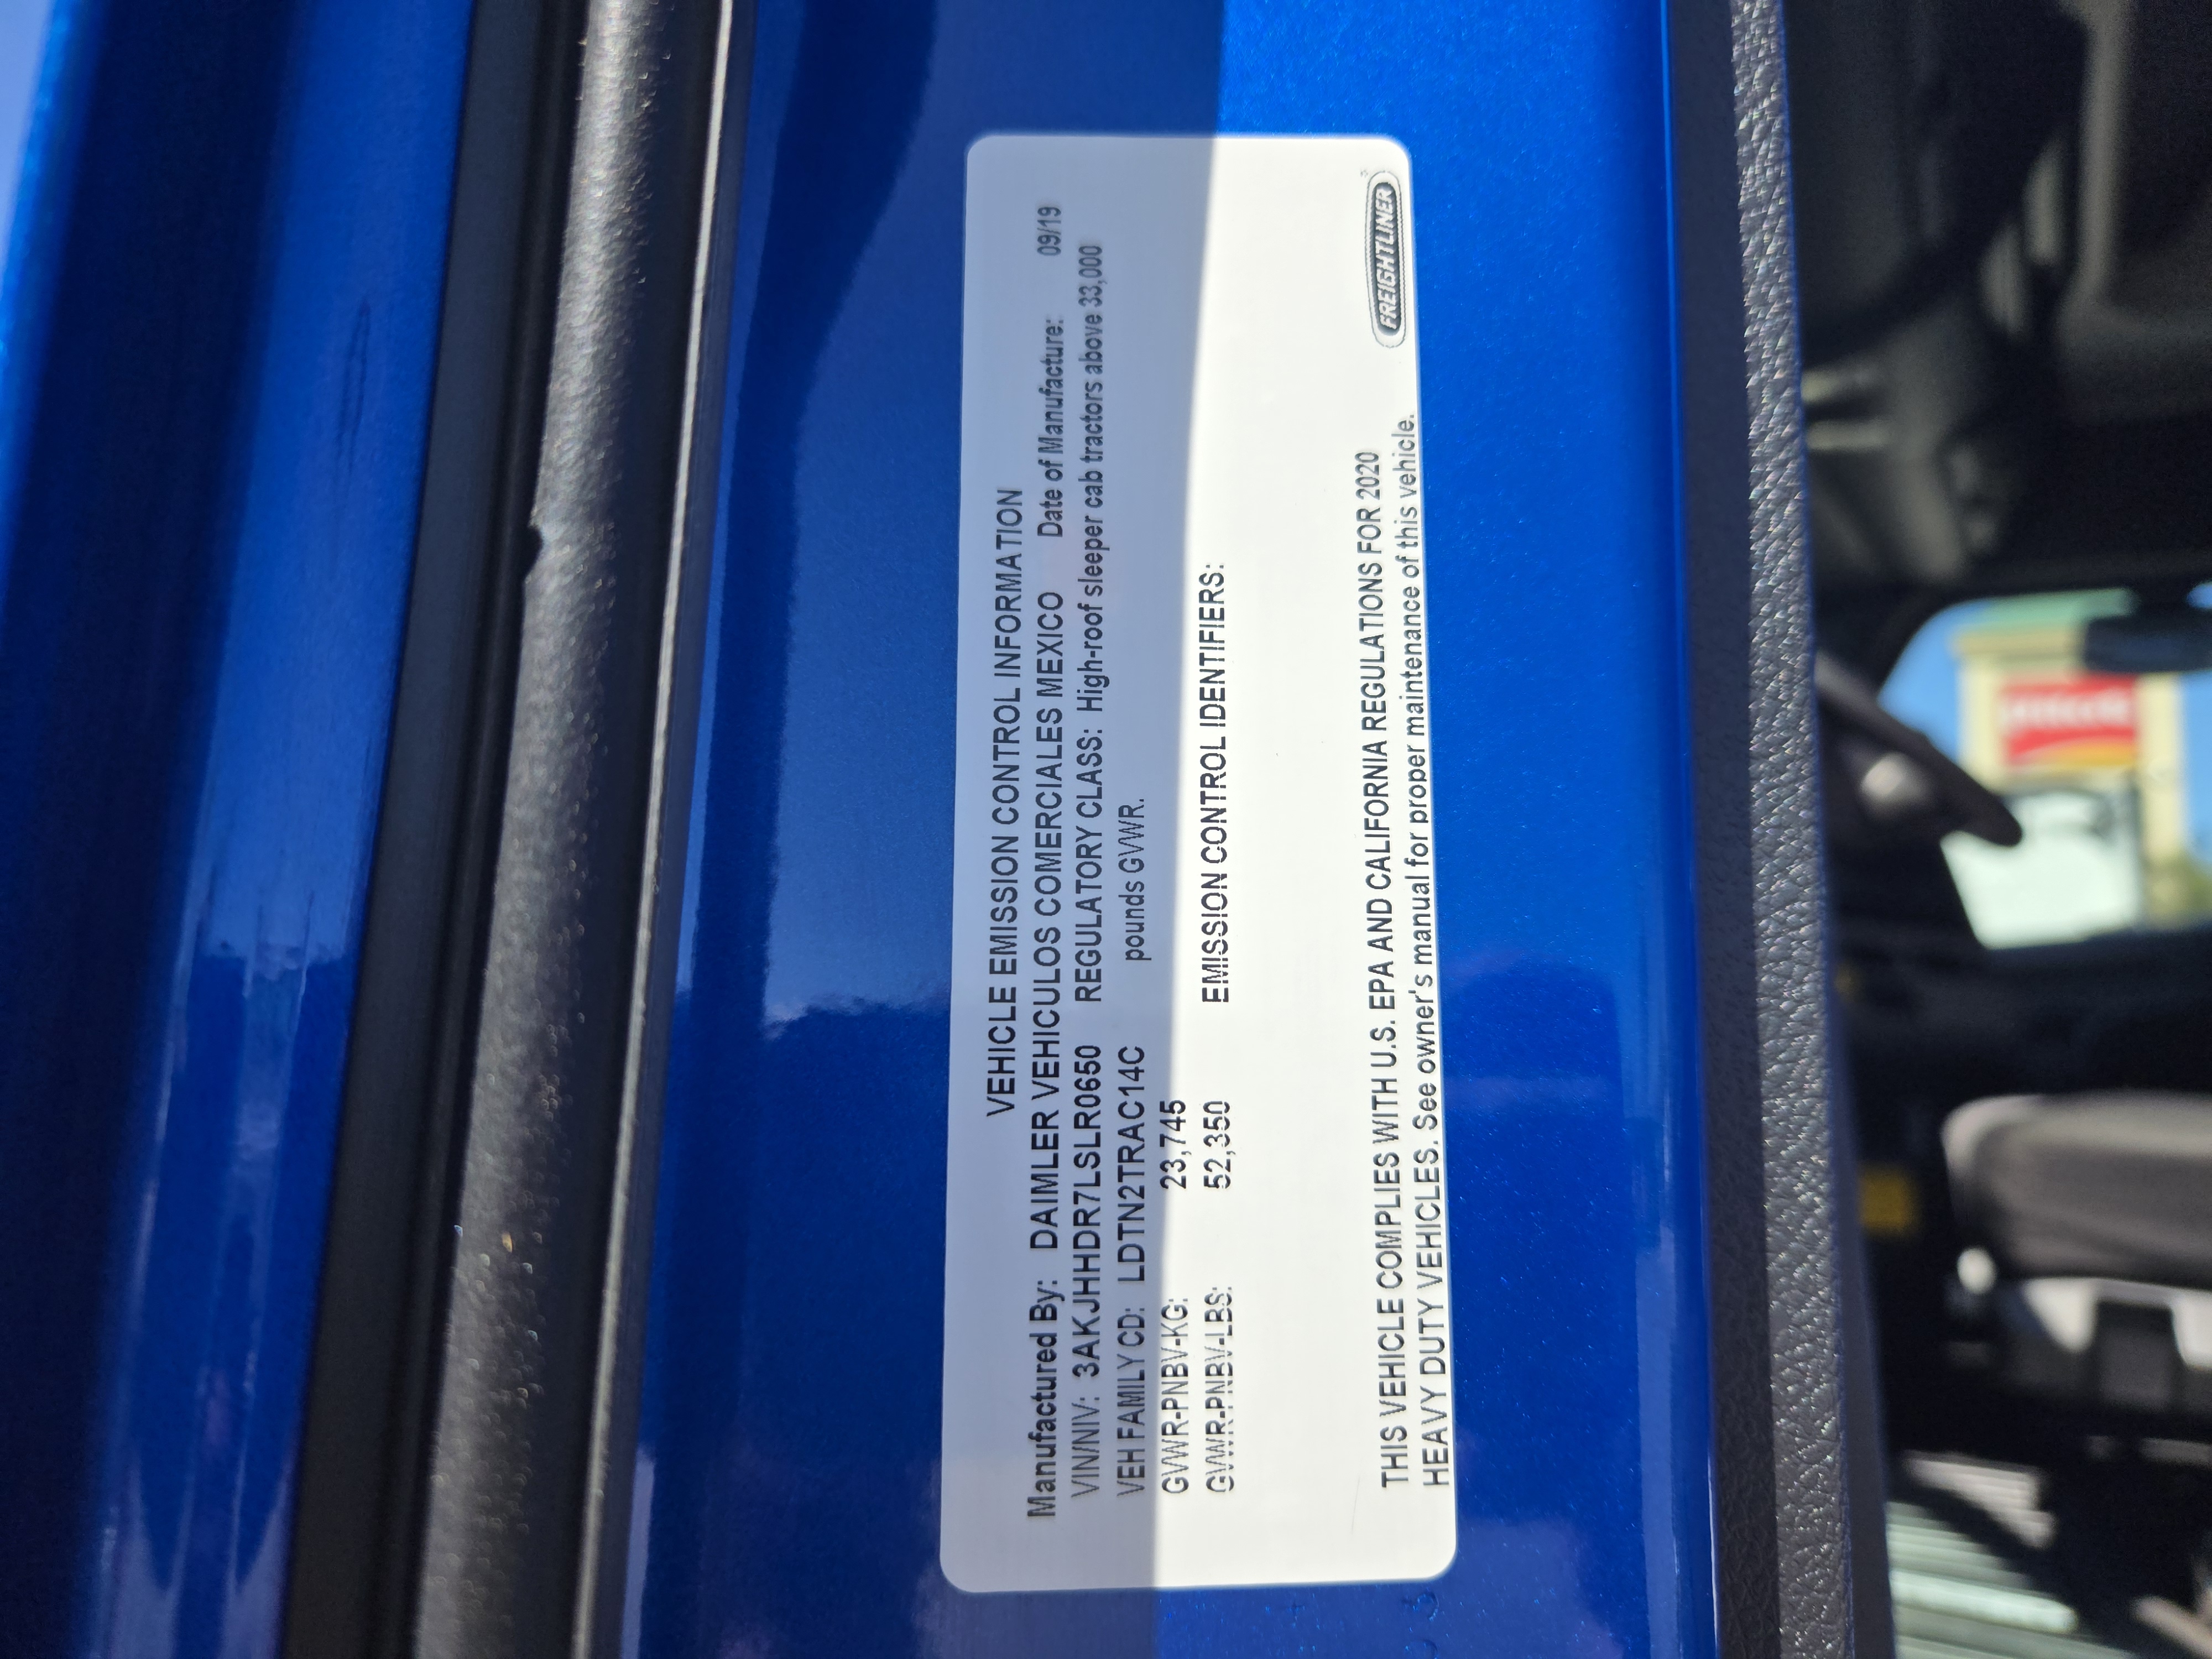 VEHICLE EMISSION CONTROL INFORMATION
Manufactured By: DAIMLER VEHICULOS COMERCIALES MEXICO Date of Manufacture: 09/19
VIN/NIV: 3AKJHHDR7LSLR0650 REGULATORY CLASS: High-roof sleeper cab tractors above 33,000
VEH FAMILY CD: LDTN2TRAC14C pounds GVWR.
GVWR-PNBV-KG: 23,745
GVWR-PNBV-LBS: 52,350 EMISSION CONTROL IDENTIFIERS:
THIS VEHICLE COMPLIES WITH U.S. EPA AND CALIFORNIA REGULATIONS FOR 2020
HEAVY DUTY VEHICLES. See owner's manual for proper maintenance of this vehicle.
FREIGHTLINER